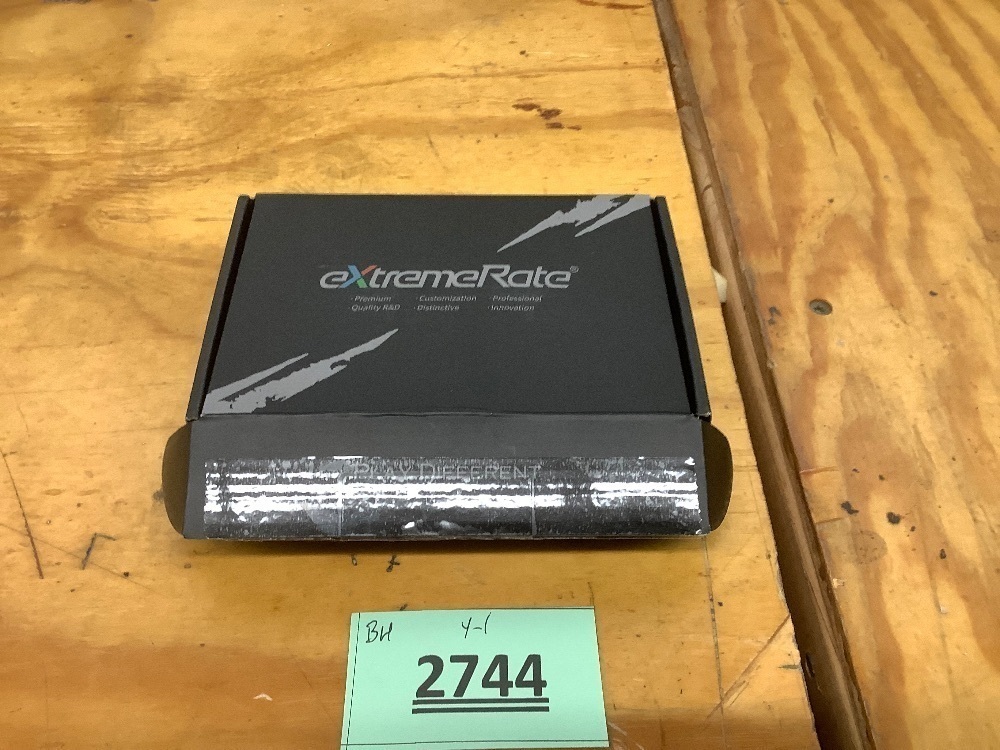 eXtremeRate®
· Premium · Customization · Professional
Quality R&D · Distinctive · Innovation
PLAY DIFFERENT
BH 4-1
2744